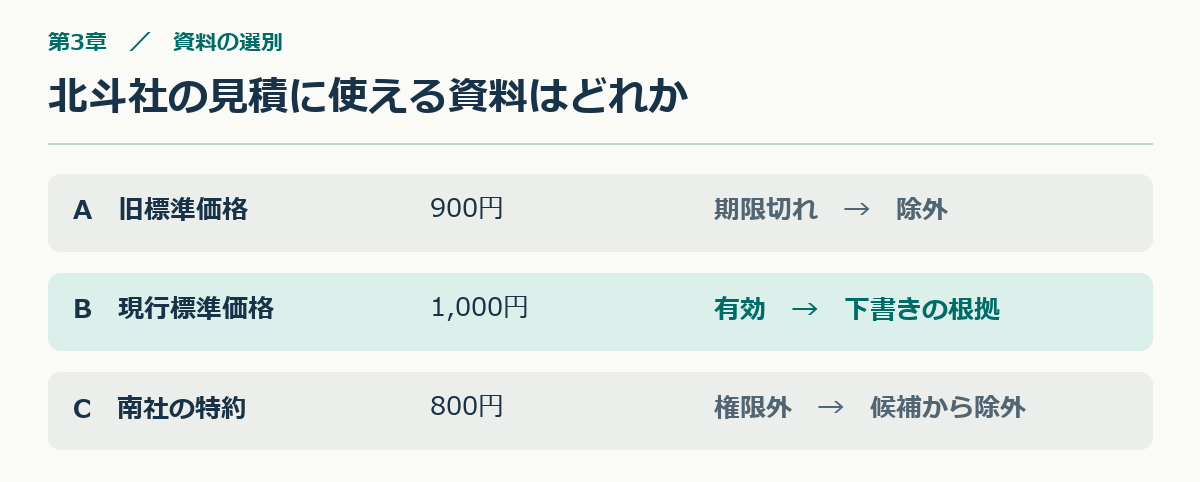 第3章　／　資料の選別
北斗社の見積に使える資料はどれか
A　旧標準価格　900円　期限切れ　→　除外
B　現行標準価格　1,000円　有効　→　下書きの根拠
C　南社の特約　800円　権限外　→　候補から除外